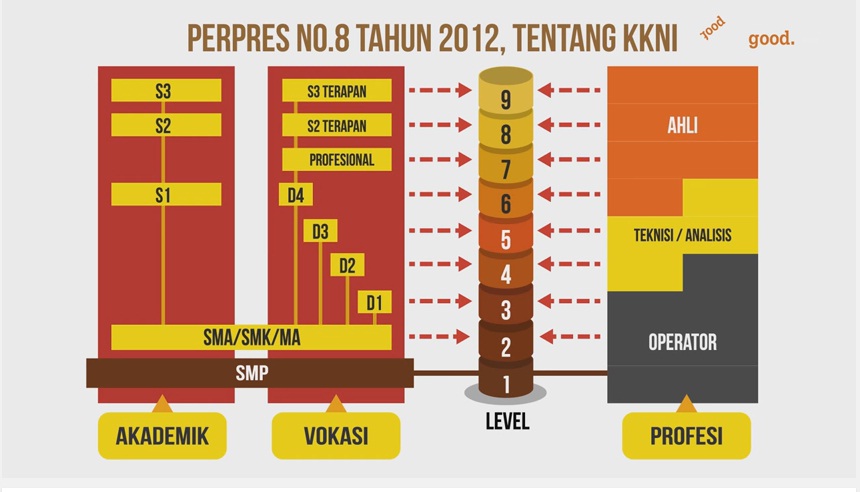 PERPRES NO.8 TAHUN 2012, TENTANG KKNI
good
good.
S3
S2
S1
S3 TERAPAN
S2 TERAPAN
PROFESIONAL
D4
D3
D2
D1
SMA/SMK/MA
SMP
9
8
7
6
5
4
3
2
1
LEVEL
AHLI
TEKNISI / ANALISIS
OPERATOR
AKADEMIK
VOKASI
PROFESI